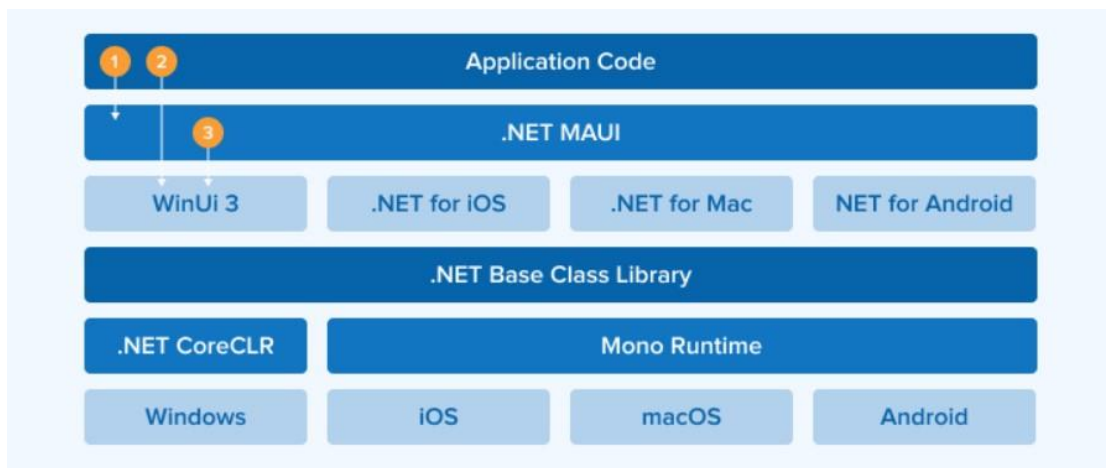 1 2 Application Code
3 .NET MAUI
WinUi 3 .NET for iOS .NET for Mac NET for Android
.NET Base Class Library
.NET CoreCLR Mono Runtime
Windows iOS macOS Android